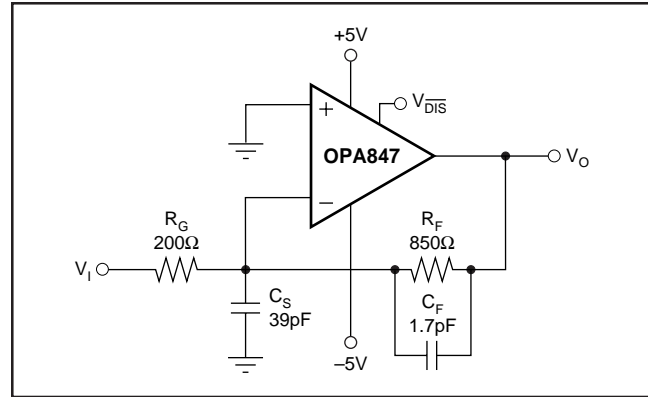 +5V
+
V_DIS
OPA847
V_O
−
R_G
200Ω
R_F
850Ω
V_I
C_S
39pF
C_F
1.7pF
–5V